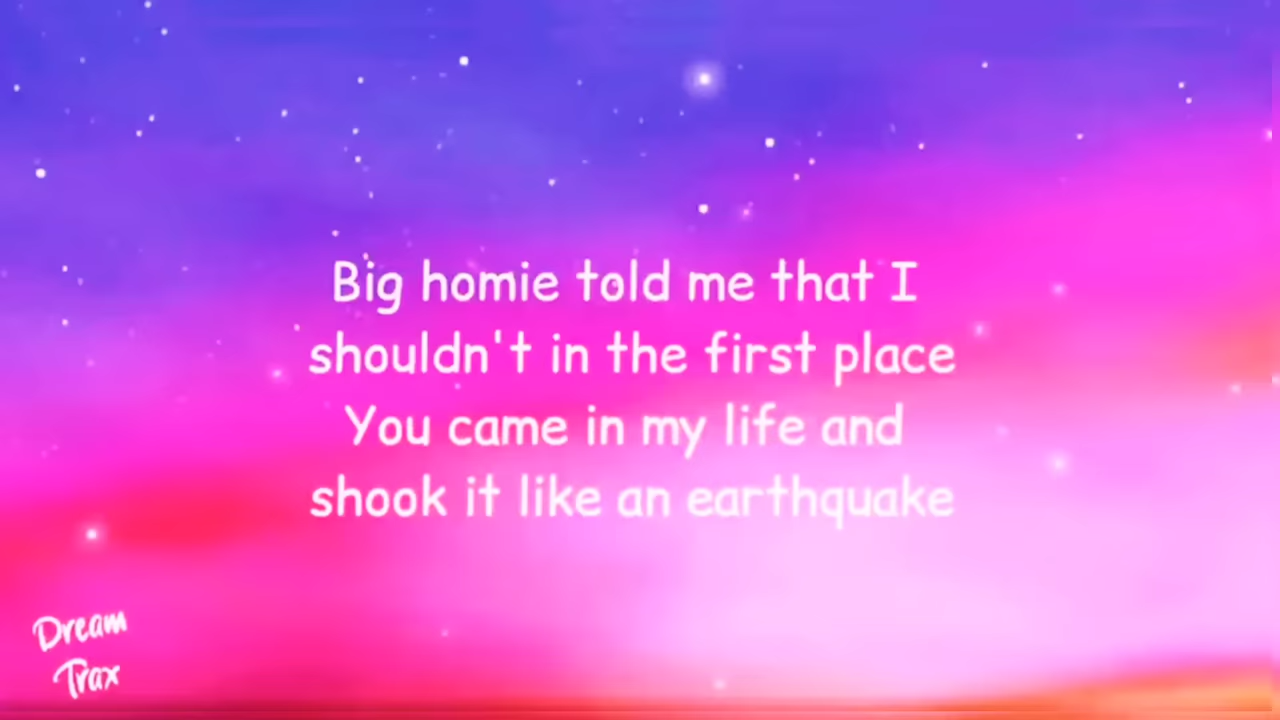 Big homie told me that I
shouldn't in the first place
You came in my life and
shook it like an earthquake
Dream
Trax